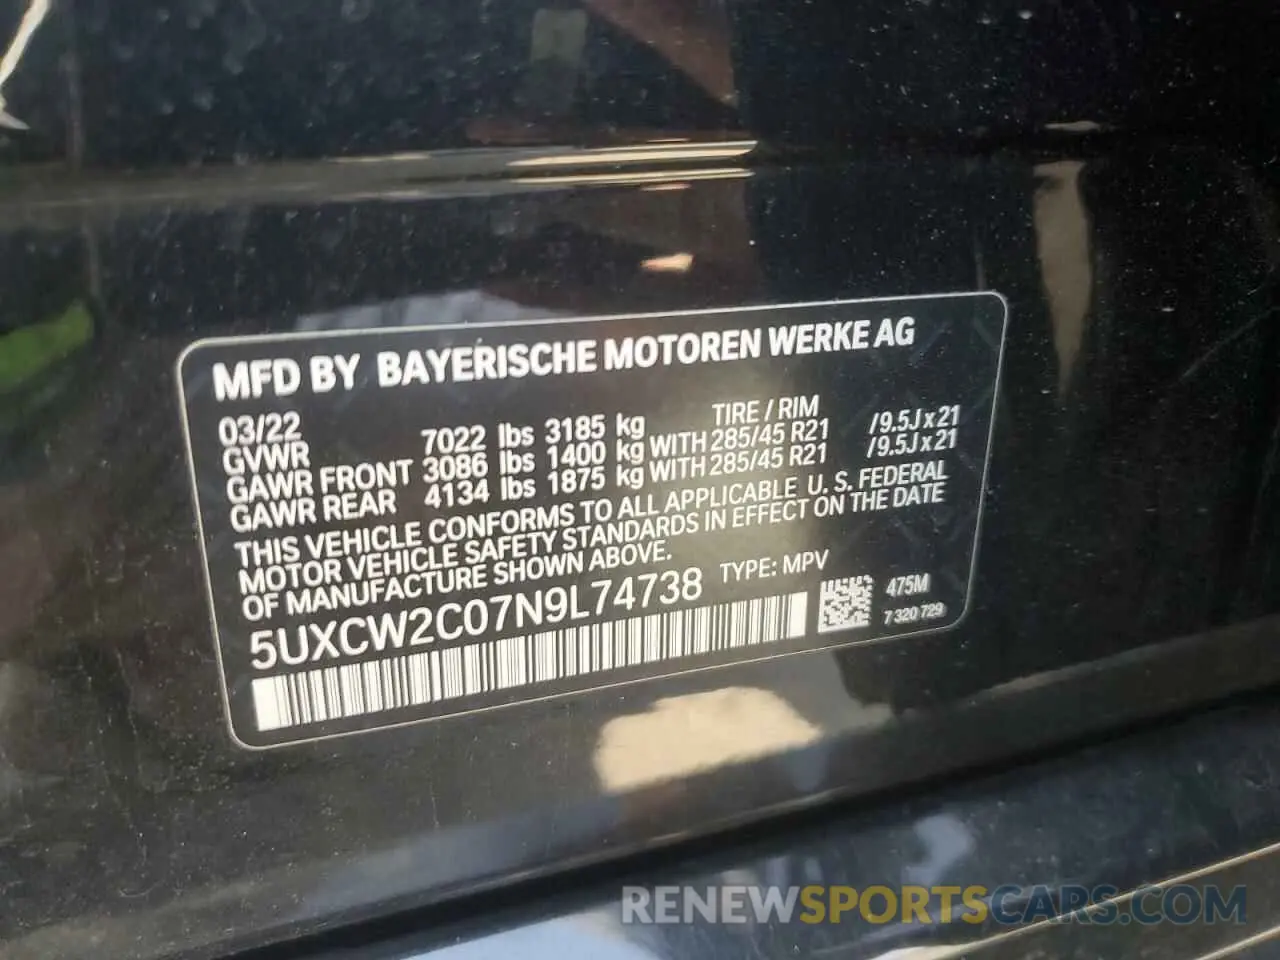 MFD BY BAYERISCHE MOTOREN WERKE AG
03/22 TIRE / RIM
GVWR 7022 lbs 3185 kg
GAWR FRONT 3086 lbs 1400 kg WITH 285/45 R21 /9.5J x 21
GAWR REAR 4134 lbs 1875 kg WITH 285/45 R21 /9.5J x 21
THIS VEHICLE CONFORMS TO ALL APPLICABLE U. S. FEDERAL
MOTOR VEHICLE SAFETY STANDARDS IN EFFECT ON THE DATE
OF MANUFACTURE SHOWN ABOVE.
5UXCW2C07N9L74738 TYPE: MPV
475M
7 320 729
RENEWSPORTSCARS.COM